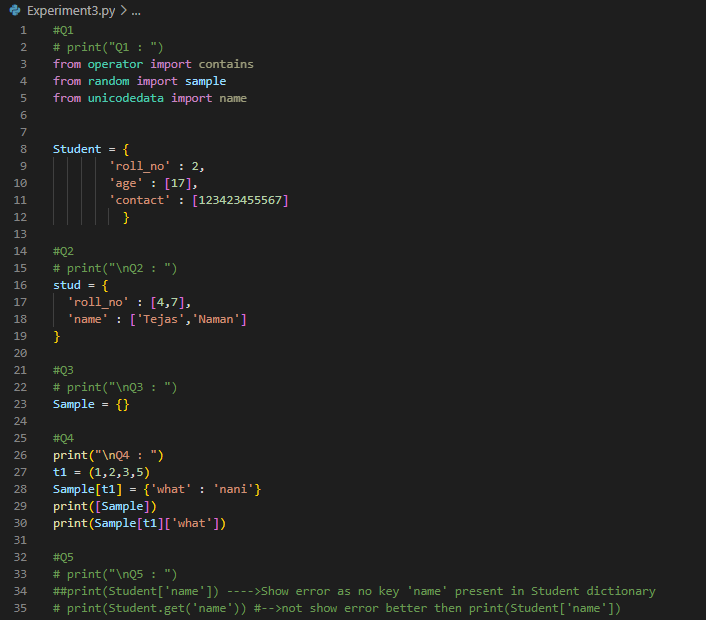 Experiment3.py > ...
1 #Q1
2 # print("Q1 : ")
3 from operator import contains
4 from random import sample
5 from unicodedata import name
6
7
8 Student = {
9 'roll_no' : 2,
10 'age' : [17],
11 'contact' : [123423455567]
12 }
13
14 #Q2
15 # print("\nQ2 : ")
16 stud = {
17 'roll_no' : [4,7],
18 'name' : ['Tejas','Naman']
19 }
20
21 #Q3
22 # print("\nQ3 : ")
23 Sample = {}
24
25 #Q4
26 print("\nQ4 : ")
27 t1 = (1,2,3,5)
28 Sample[t1] = {'what' : 'nani'}
29 print([Sample])
30 print(Sample[t1]['what'])
31
32 #Q5
33 # print("\nQ5 : ")
34 ##print(Student['name']) ---->Show error as no key 'name' present in Student dictionary
35 # print(Student.get('name')) #-->not show error better then print(Student['name'])